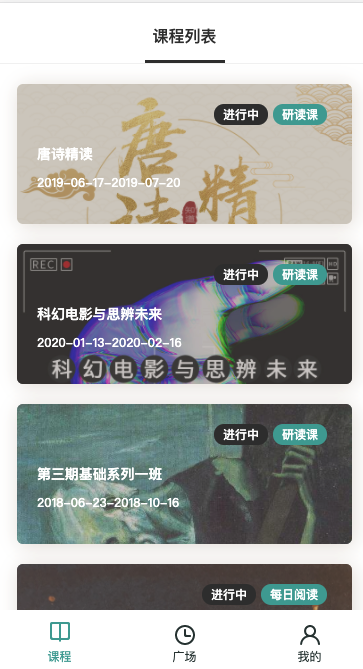 课程列表
进行中 研读课
唐诗精读
唐诗精读
2019-06-17-2019-07-20
REC
进行中 研读课
科幻电影与思辨未来
2020-01-13-2020-02-16
科幻电影与思辨未来
进行中 研读课
第三期基础系列一班
2018-06-23-2018-10-16
进行中 每日阅读
课程 广场 我的